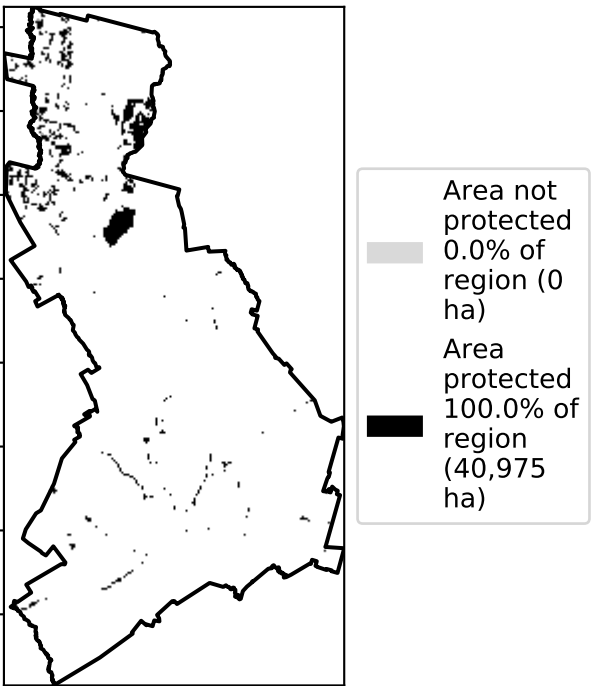 Area not
protected
0.0% of
region (0
ha)
Area
protected
100.0% of
region
(40,975
ha)